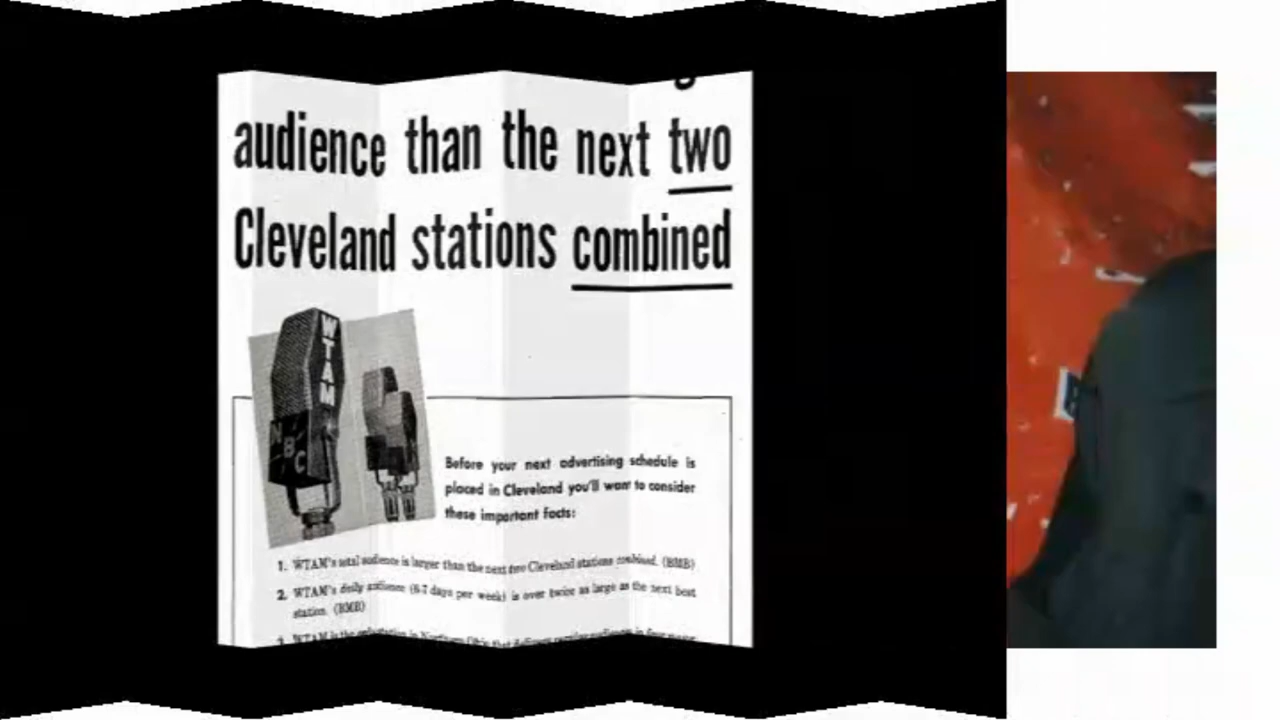 audience than the next two
Cleveland stations combined
WTAM
NBC
Before your next advertising schedule is
placed in Cleveland you'll want to consider
these important facts:
1. WTAM's total audience is larger than the next two Cleveland stations combined. (BMB)
2. WTAM's daily audience (6-7 days per week) is over twice as large as the next best
station. (BMB)